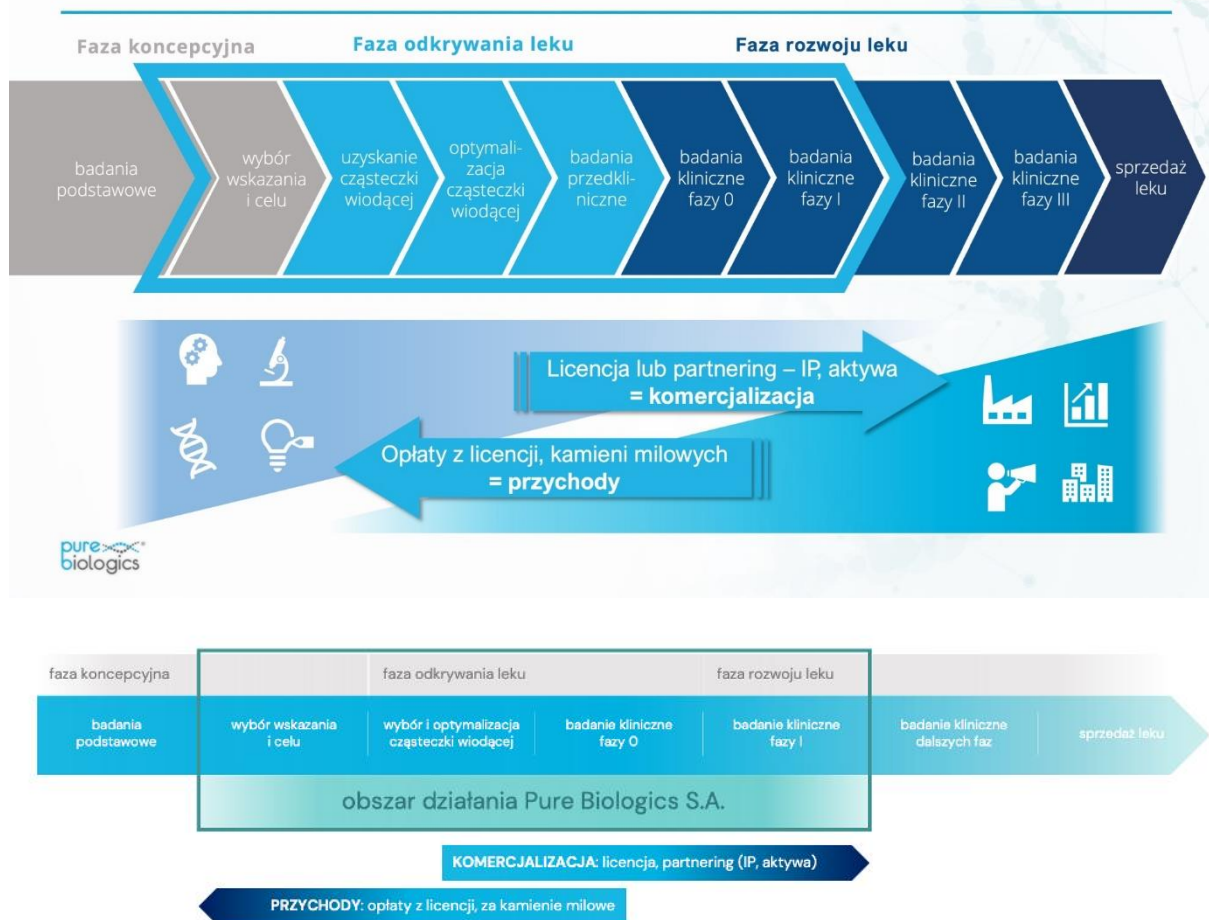 Faza koncepcyjna
Faza odkrywania leku
Faza rozwoju leku
badania
podstawowe
wybór
wskazania
i celu
uzyskanie
cząsteczki
wiodącej
optymali-
zacja
cząsteczki
wiodącej
badania
przedkli-
niczne
badania
kliniczne
fazy 0
badania
kliniczne
fazy I
badania
kliniczne
fazy II
badania
kliniczne
fazy III
sprzedaż
leku
Licencja lub partnering – IP, aktywa
= komercjalizacja
Opłaty z licencji, kamieni milowych
= przychody
pure
biologics
faza koncepcyjna
faza odkrywania leku
faza rozwoju leku
badania
podstawowe
wybór wskazania
i celu
wybór i optymalizacja
cząsteczki wiodącej
badanie kliniczne
fazy 0
badanie kliniczne
fazy I
badanie kliniczne
dalszych faz
sprzedaż leku
obszar działania Pure Biologics S.A.
KOMERCJALIZACJA: licencja, partnering (IP, aktywa)
PRZYCHODY: opłaty z licencji, za kamienie milowe